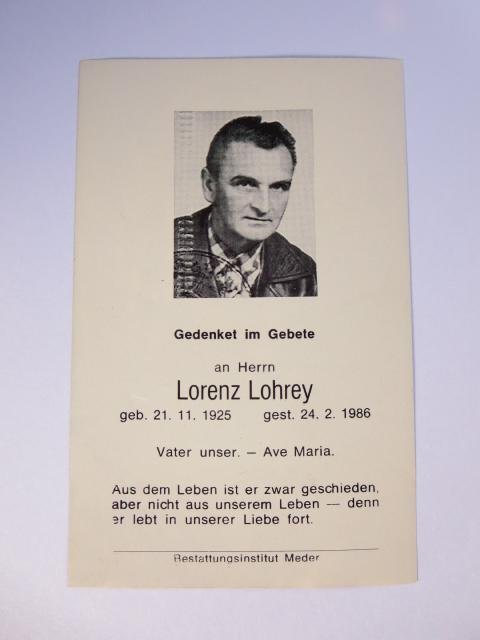 Gedenket im Gebete
an Herrn
Lorenz Lohrey
geb. 21. 11. 1925 gest. 24. 2. 1986
Vater unser. – Ave Maria.
Aus dem Leben ist er zwar geschieden,
aber nicht aus unserem Leben — denn
er lebt in unserer Liebe fort.
Bestattungsinstitut Meder